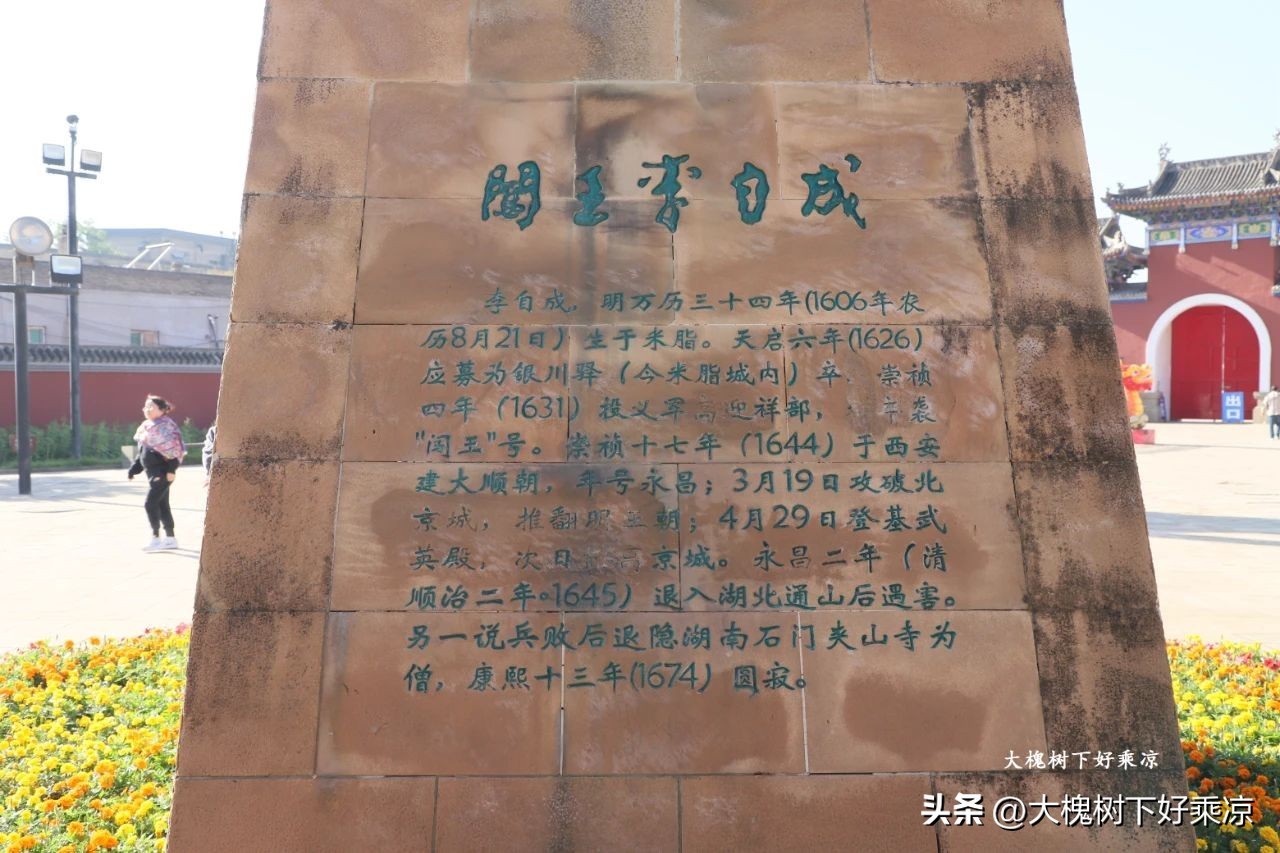 闯王李自成
李自成,明万历三十四年(1606年农
历8月21日)生于米脂。天启六年(1626)
应募为银川驿(今米脂城内)卒,崇祯
四年(1631)投义军高迎祥部,年袭
"闯王"号。崇祯十七年(1644)于西安
建大顺朝,年号永昌;3月19日攻破北
京城,推翻明王朝;4月29日登基武
英殿,次日京城。永昌二年(清
顺治二年·1645)退入湖北通山后遇害。
另一说兵败后退隐湖南石门夹山寺为
僧,康熙十三年(1674)圆寂。
出口
大槐树下好乘凉
头条 @大槐树下好乘凉